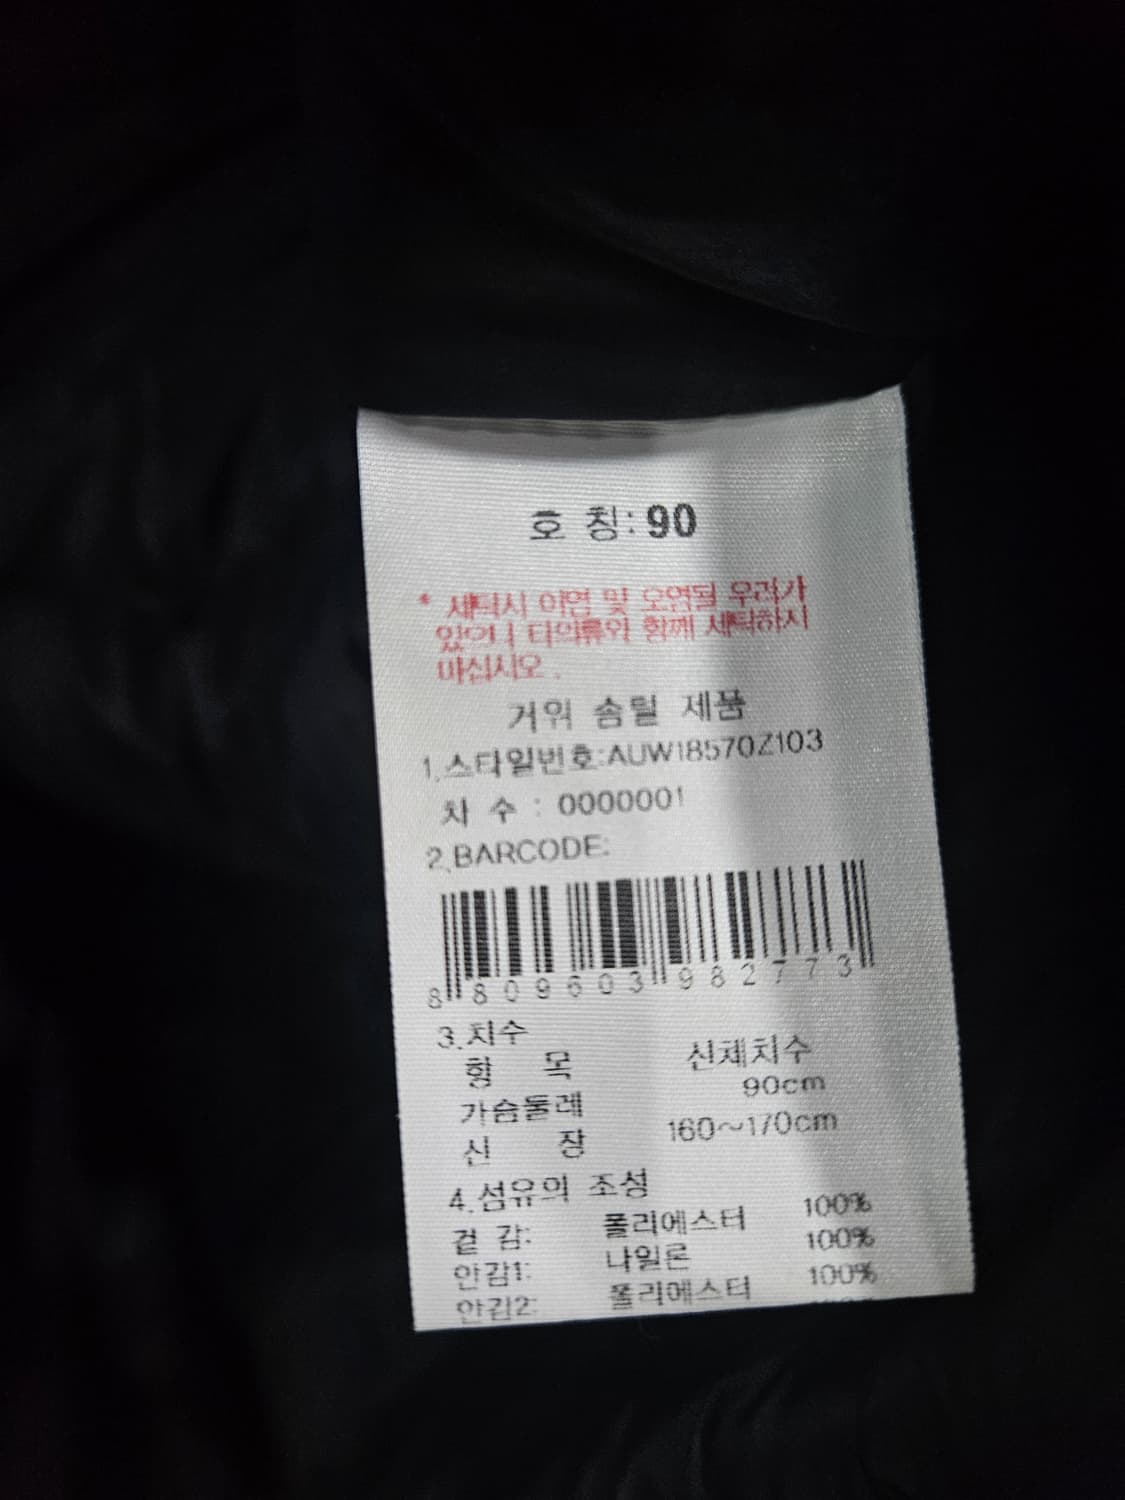 호 칭: 90
* 세탁시 이염 및 오염될 우려가
있어 | 타의류와 함께 세탁하시
마십시오.
거위 솜털 제품
1.스타일번호:AUW18570Z103
차 수 : 0000001
2.BARCODE:
8 809603 982773
3.치수
항 목 신체치수
가슴둘레 90cm
신 장 160~170cm
4.섬유의 조성
겉 감: 폴리에스터 100%
안감1: 나일론 100%
안감2: 폴리에스터 100%